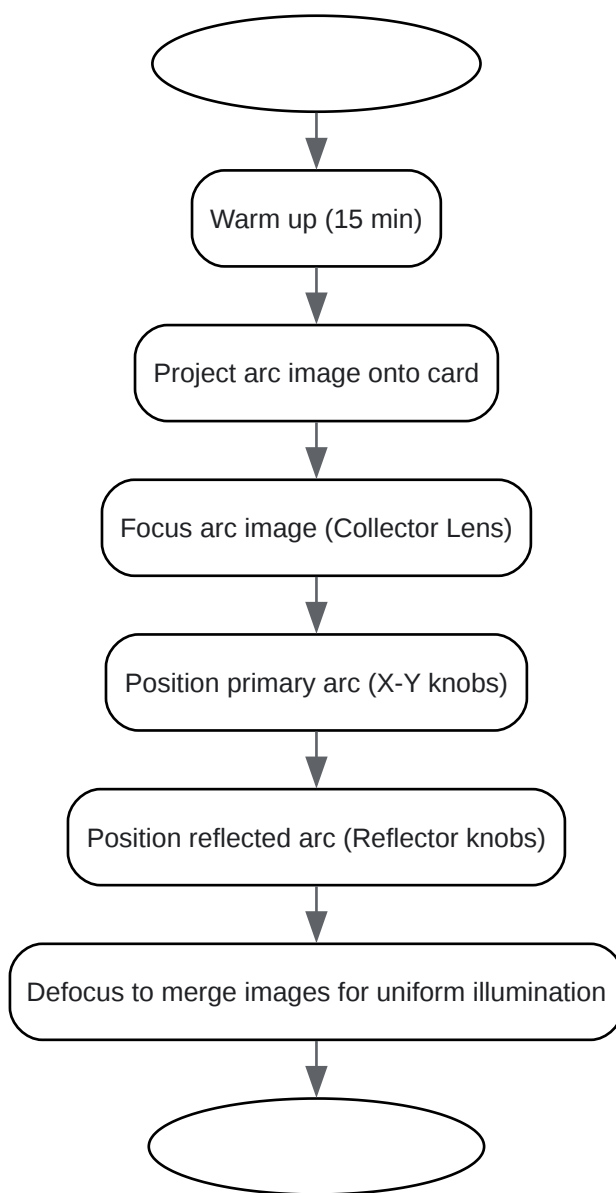 Warm up (15 min)
Project arc image onto card
Focus arc image (Collector Lens)
Position primary arc (X-Y knobs)
Position reflected arc (Reflector knobs)
Defocus to merge images for uniform illumination